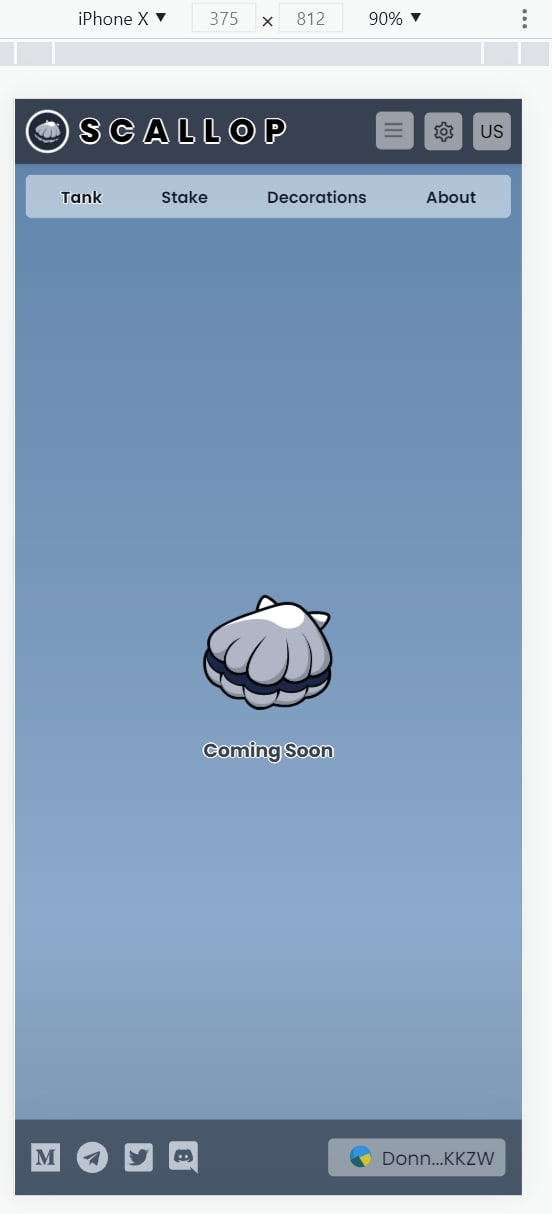 iPhone X ▼ 375 × 812 90% ▼
SCALLOP US
Tank Stake Decorations About
Coming Soon
M Donn...KKZW